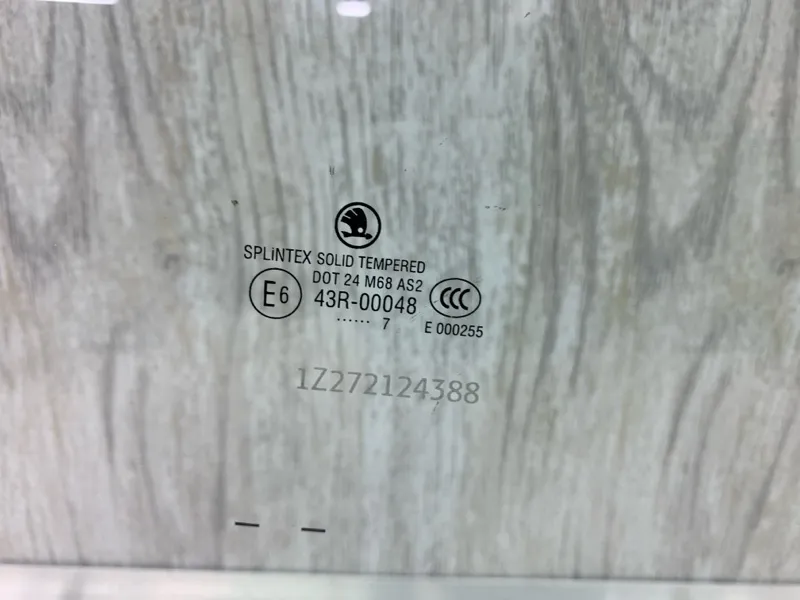 SPLiNTEX SOLID TEMPERED
DOT 24 M68 AS2
E6 43R-00048 CCC
...... 7 E 000255
1Z272124388